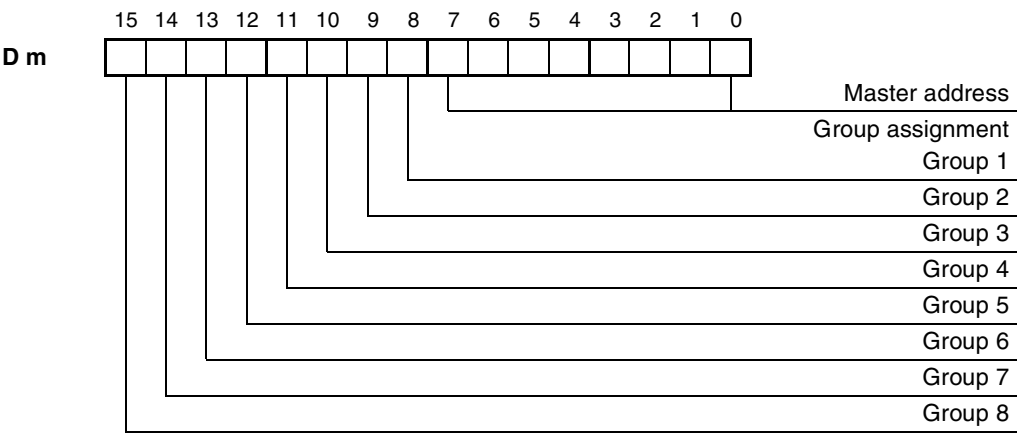 15 14 13 12 11 10 9 8 7 6 5 4 3 2 1 0
D m
Master address
Group assignment
Group 1
Group 2
Group 3
Group 4
Group 5
Group 6
Group 7
Group 8